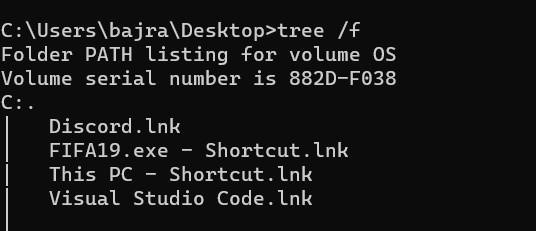 C:\Users\bajra\Desktop>tree /f
Folder PATH listing for volume OS
Volume serial number is 882D-F038
C:.
│   Discord.lnk
│   FIFA19.exe - Shortcut.lnk
│   This PC - Shortcut.lnk
│   Visual Studio Code.lnk
│